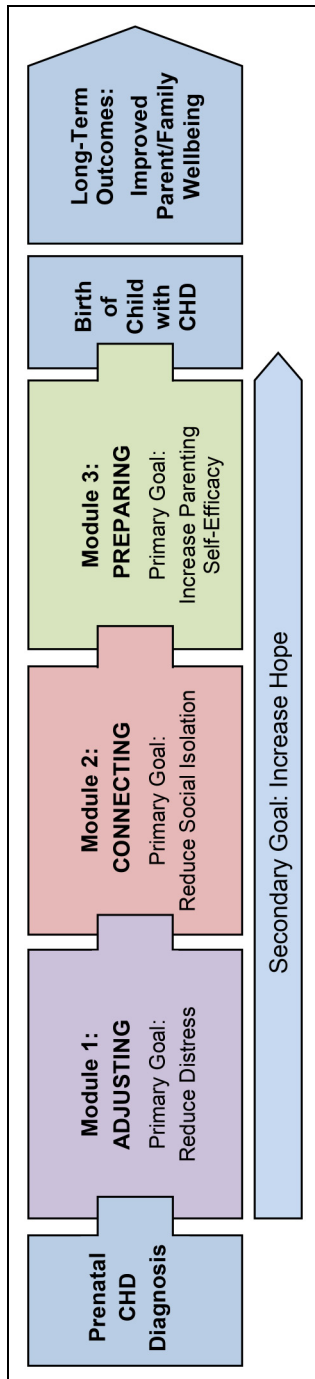 Prenatal
CHD
Diagnosis
Module 1:
ADJUSTING
Primary Goal:
Reduce Distress
Module 2:
CONNECTING
Primary Goal:
Reduce Social Isolation
Module 3:
PREPARING
Primary Goal:
Increase Parenting
Self-Efficacy
Birth
of
Child
with
CHD
Long-Term
Outcomes:
Improved
Parent/Family
Wellbeing
Secondary Goal: Increase Hope